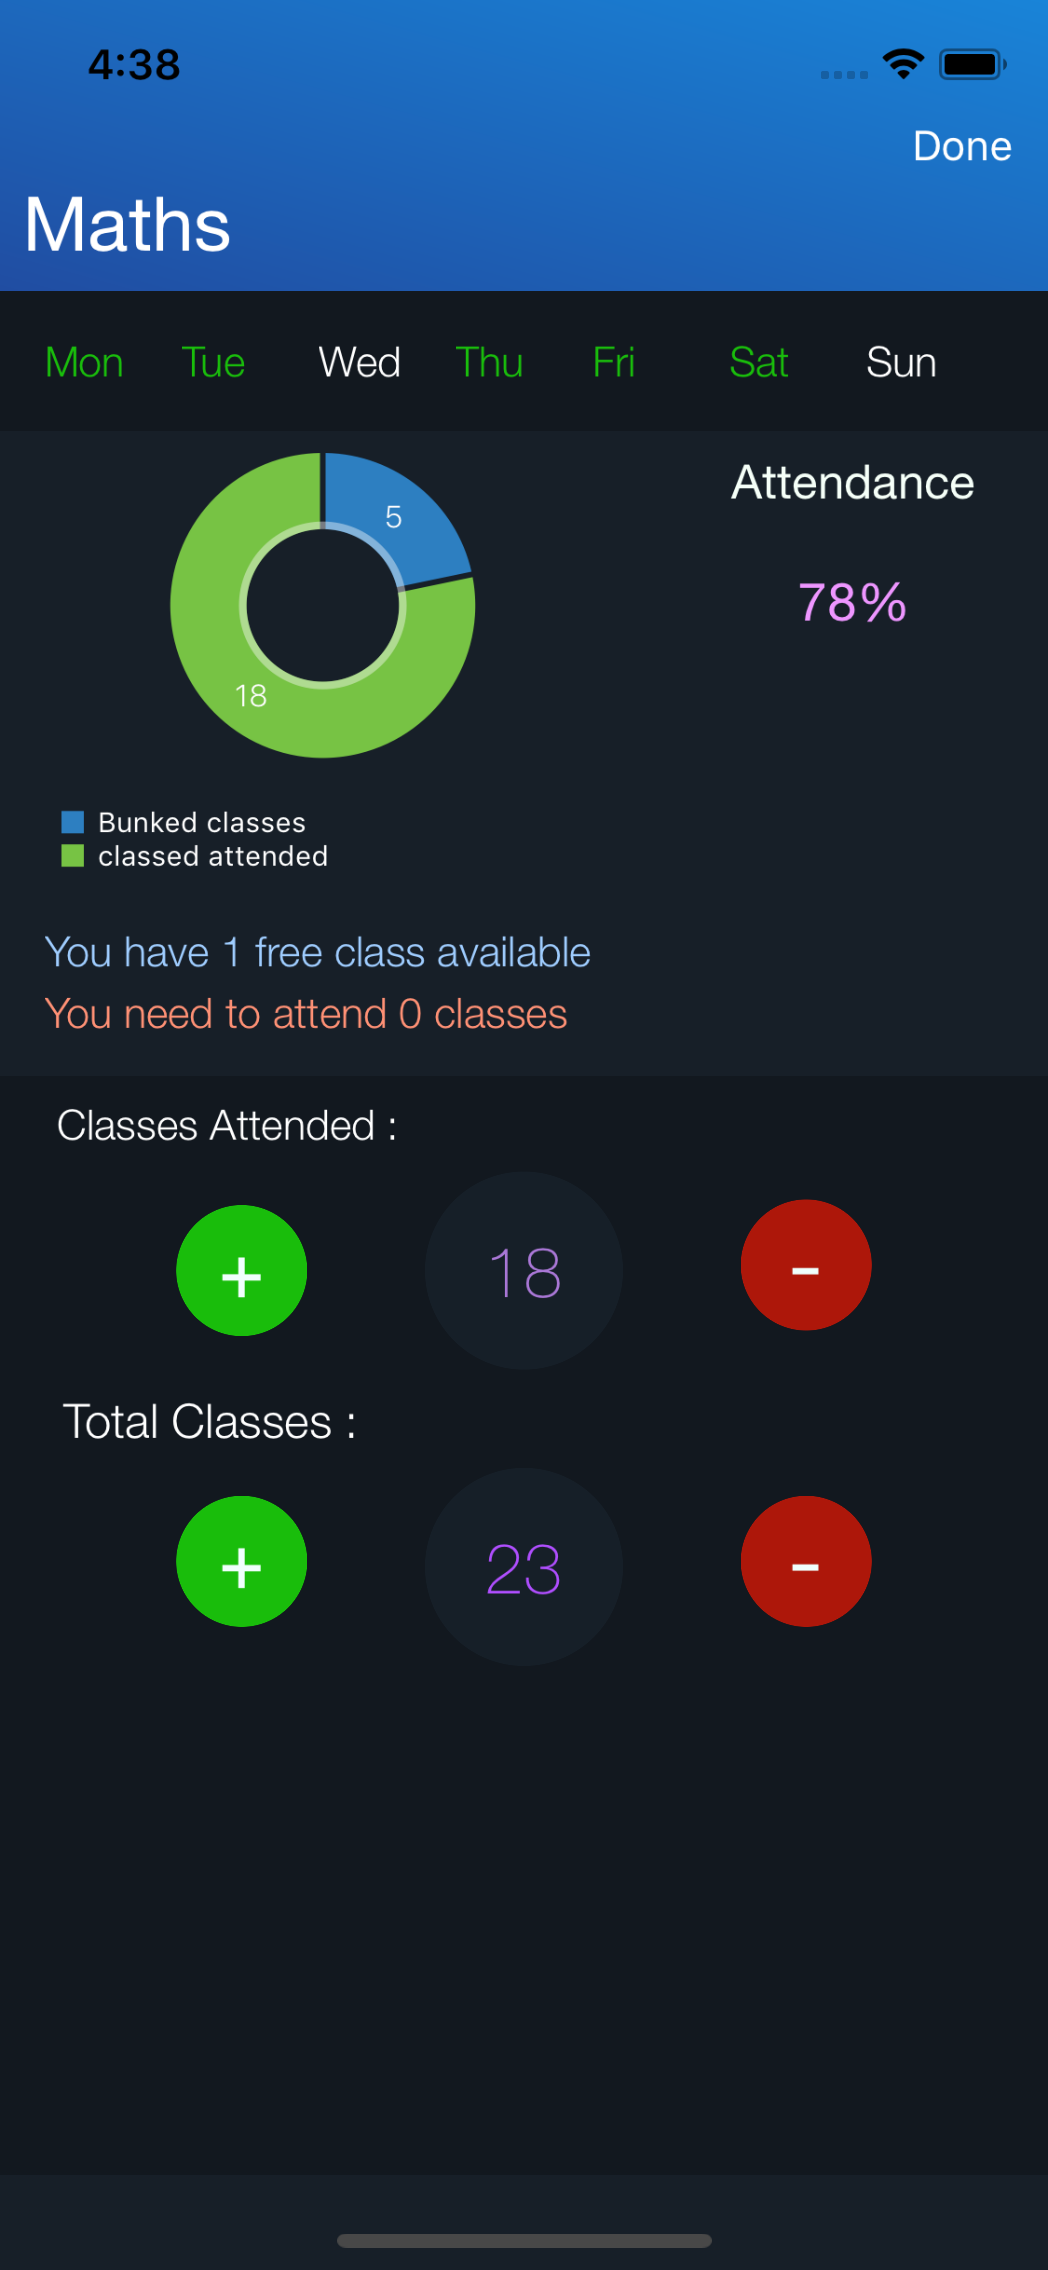 4:38
Done
Maths
Mon Tue Wed Thu Fri Sat Sun
5
18
Attendance
78%
Bunked classes
classed attended
You have 1 free class available
You need to attend 0 classes
Classes Attended :
+ 18 -
Total Classes :
+ 23 -